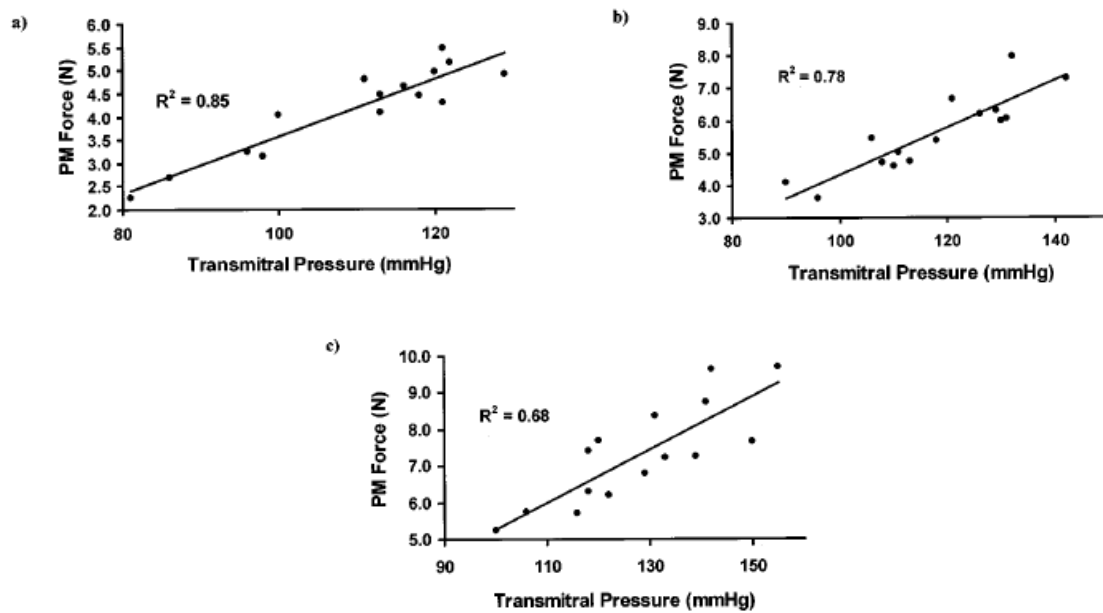 a)
6.0
5.5
5.0
4.5
4.0
3.5
3.0
2.5
2.0
PM Force (N)
R² = 0.85
80
100
120
Transmitral Pressure (mmHg)
b)
9.0
8.0
7.0
6.0
5.0
4.0
3.0
PM Force (N)
R² = 0.78
80
100
120
140
Transmitral Pressure (mmHg)
c)
10.0
9.0
8.0
7.0
6.0
5.0
PM Force (N)
R² = 0.68
90
110
130
150
Transmitral Pressure (mmHg)